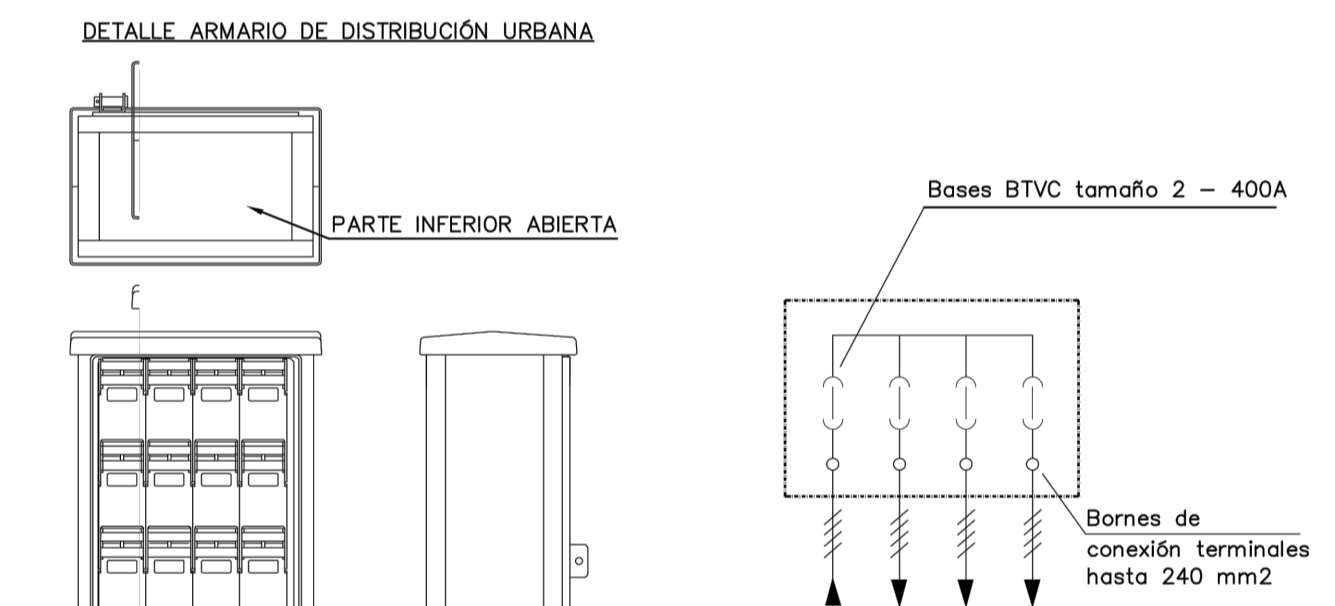 DETALLE ARMARIO DE DISTRIBUCIÓN URBANA
PARTE INFERIOR ABIERTA
Bases BTVC tamaño 2 – 400A
Bornes de
conexión terminales
hasta 240 mm2